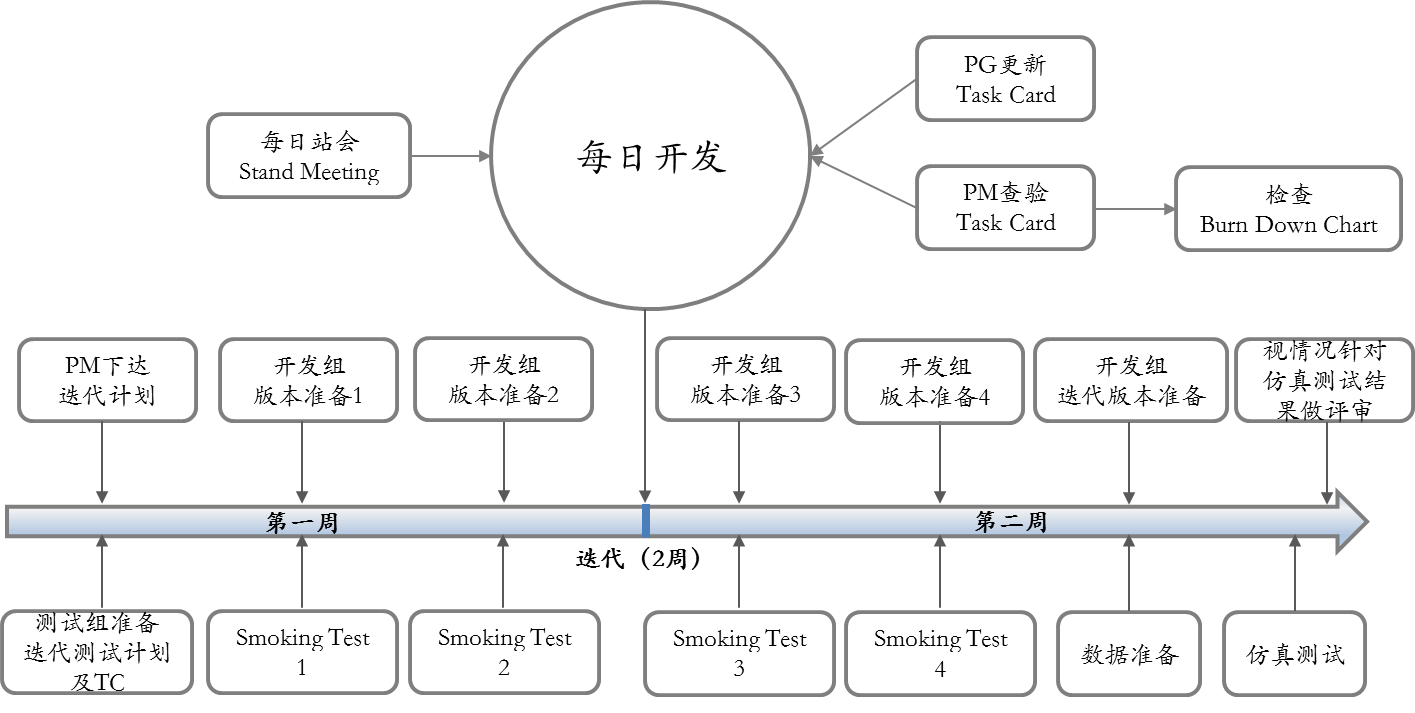 PG更新
Task Card
每日站会
Stand Meeting
每日开发
PM查验
Task Card
检查
Burn Down Chart
PM下达
迭代计划
开发组
版本准备1
开发组
版本准备2
开发组
版本准备3
开发组
版本准备4
开发组
迭代版本准备
视情况针对
仿真测试结
果做评审
第一周
第二周
迭代（2周）
测试组准备
迭代测试计划
及TC
Smoking Test
1
Smoking Test
2
Smoking Test
3
Smoking Test
4
数据准备
仿真测试